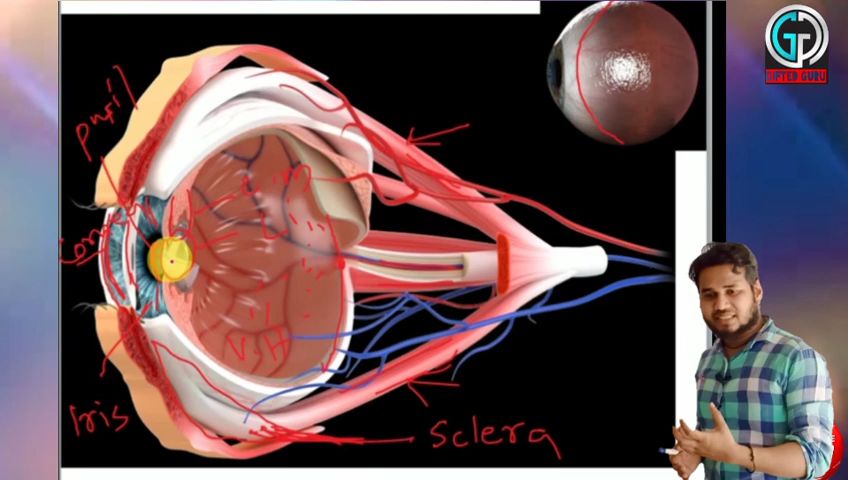 GIFTED GURU
Pupil
C.m
Cornea
L
V.H
Iris
Sclera